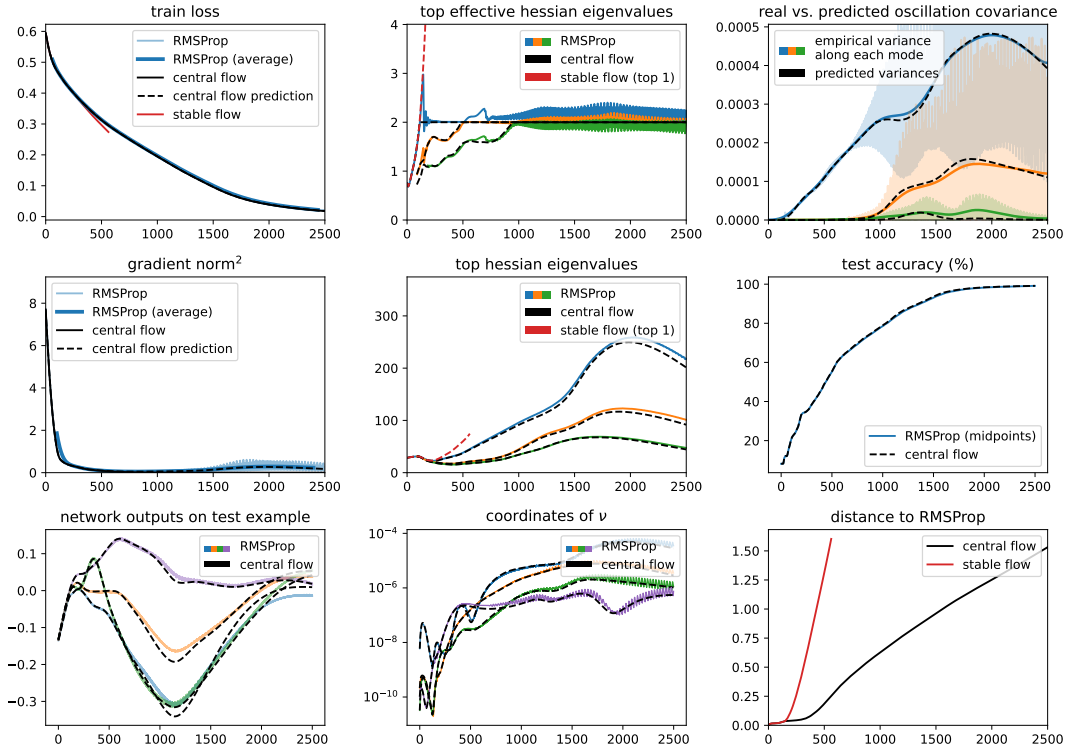 train loss
0.6
0.5
0.4
0.3
0.2
0.1
0.0
0
500
1000
1500
2000
2500
RMSProp
RMSProp (average)
central flow
central flow prediction
stable flow
top effective hessian eigenvalues
4
3
2
1
0
0
500
1000
1500
2000
2500
RMSProp
central flow
stable flow (top 1)
real vs. predicted oscillation covariance
0.0005
0.0004
0.0003
0.0002
0.0001
0.0000
0
500
1000
1500
2000
2500
empirical variance
along each mode
predicted variances
gradient norm²
8
6
4
2
0
0
500
1000
1500
2000
2500
RMSProp
RMSProp (average)
central flow
central flow prediction
top hessian eigenvalues
300
200
100
0
0
500
1000
1500
2000
2500
RMSProp
central flow
stable flow (top 1)
test accuracy (%)
100
80
60
40
20
0
500
1000
1500
2000
2500
RMSProp (midpoints)
central flow
network outputs on test example
0.1
0.0
−0.1
−0.2
−0.3
0
500
1000
1500
2000
2500
RMSProp
central flow
coordinates of ν
10⁻⁴
10⁻⁶
10⁻⁸
10⁻¹⁰
0
500
1000
1500
2000
2500
RMSProp
central flow
distance to RMSProp
1.50
1.25
1.00
0.75
0.50
0.25
0.00
0
500
1000
1500
2000
2500
central flow
stable flow